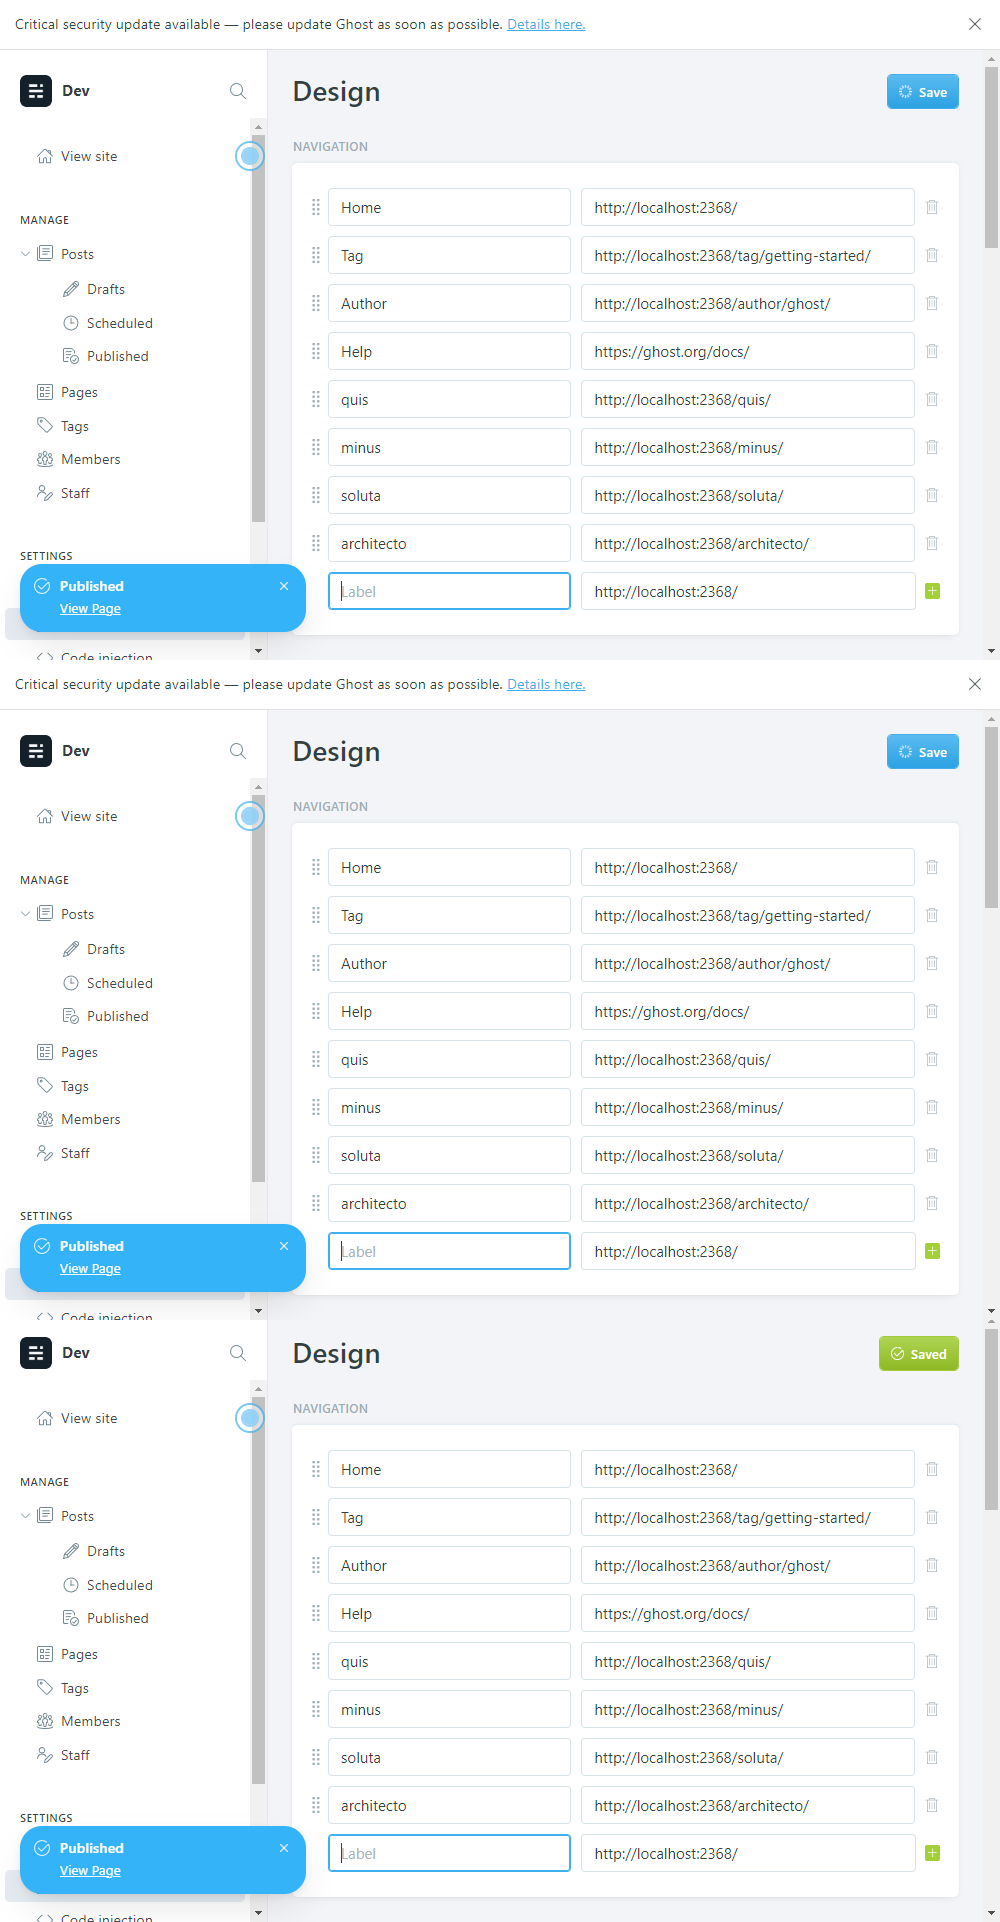 Critical security update available — please update Ghost as soon as possible. Details here.
Dev
Design
Save
View site
NAVIGATION
Home http://localhost:2368/
MANAGE
Tag http://localhost:2368/tag/getting-started/
Posts
Drafts
Author http://localhost:2368/author/ghost/
Scheduled
Published
Help https://ghost.org/docs/
Pages
quis http://localhost:2368/quis/
Tags
minus http://localhost:2368/minus/
Members
Staff
soluta http://localhost:2368/soluta/
architecto http://localhost:2368/architecto/
SETTINGS
Published
View Page
Label http://localhost:2368/
Code injection
Critical security update available — please update Ghost as soon as possible. Details here.
Dev
Design
Save
View site
NAVIGATION
Home http://localhost:2368/
MANAGE
Tag http://localhost:2368/tag/getting-started/
Posts
Drafts
Author http://localhost:2368/author/ghost/
Scheduled
Published
Help https://ghost.org/docs/
Pages
quis http://localhost:2368/quis/
Tags
minus http://localhost:2368/minus/
Members
Staff
soluta http://localhost:2368/soluta/
architecto http://localhost:2368/architecto/
SETTINGS
Published
View Page
Label http://localhost:2368/
Code injection
Dev
Design
Saved
View site
NAVIGATION
Home http://localhost:2368/
MANAGE
Tag http://localhost:2368/tag/getting-started/
Posts
Drafts
Author http://localhost:2368/author/ghost/
Scheduled
Published
Help https://ghost.org/docs/
Pages
quis http://localhost:2368/quis/
Tags
minus http://localhost:2368/minus/
Members
Staff
soluta http://localhost:2368/soluta/
architecto http://localhost:2368/architecto/
SETTINGS
Published
View Page
Label http://localhost:2368/
Code injection